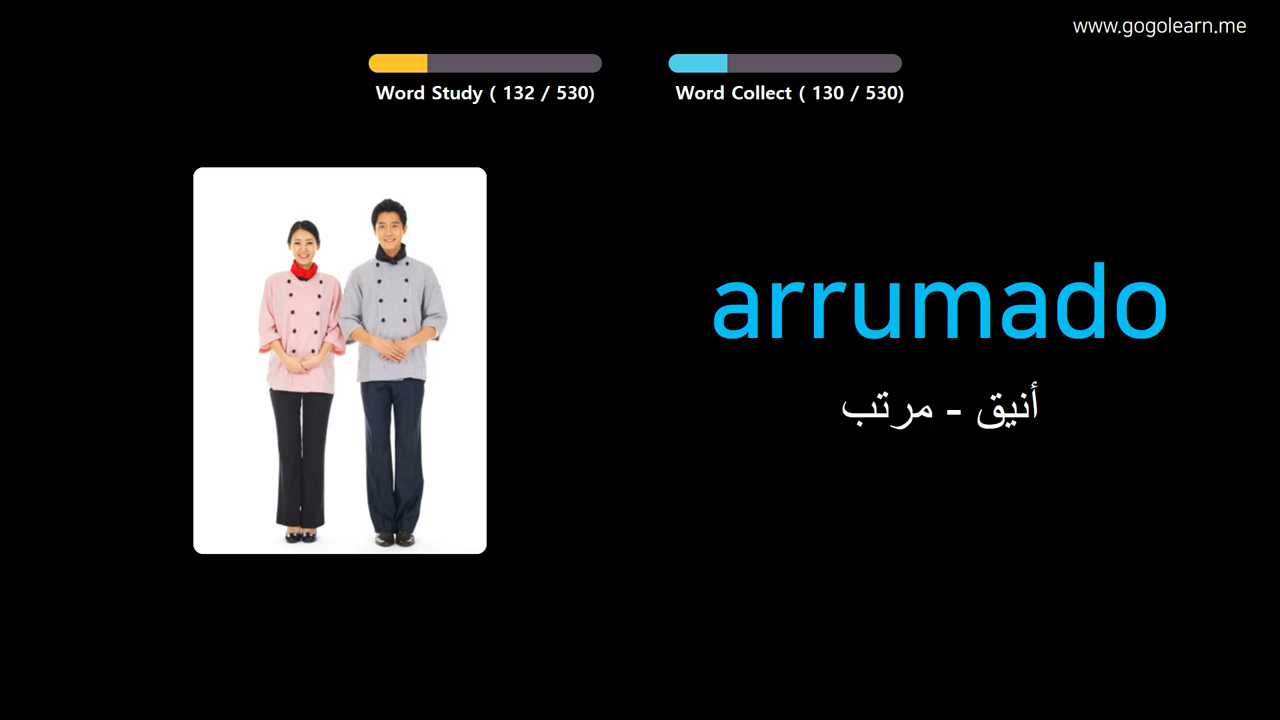 www.gogolearn.me
Word Study ( 132 / 530)
Word Collect ( 130 / 530)
arrumado
أنيق - مرتب